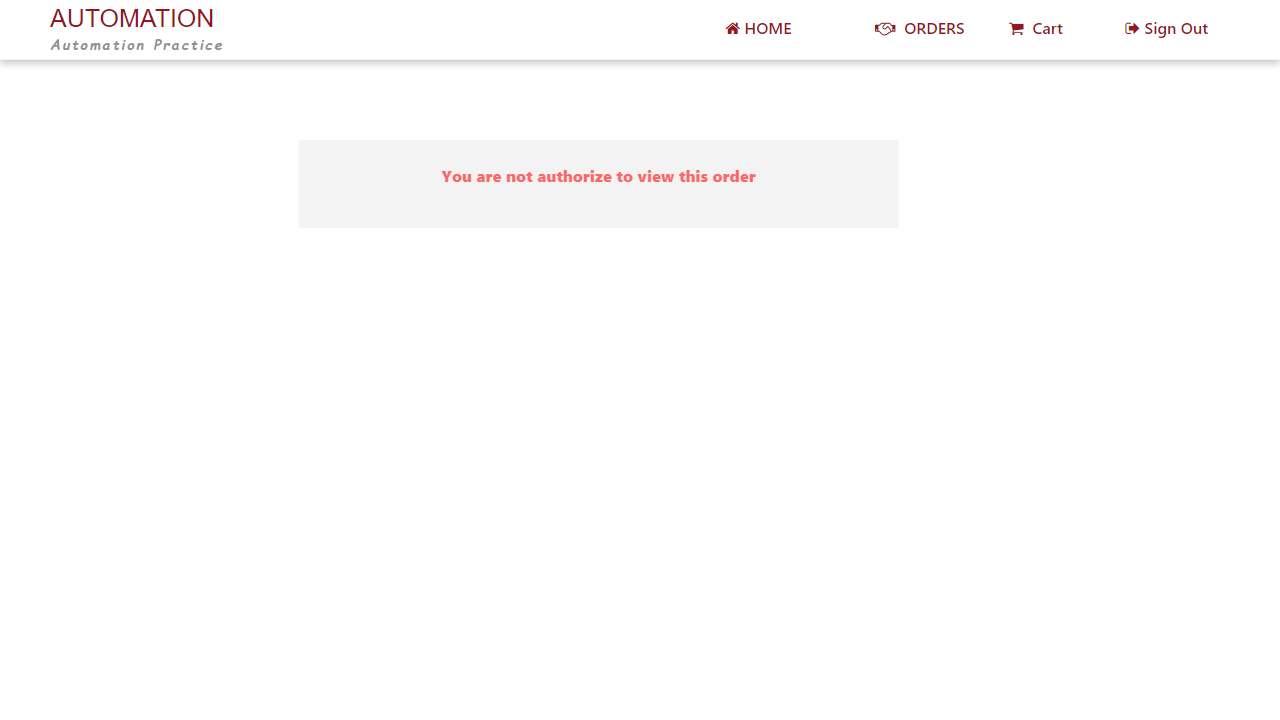 AUTOMATION
Automation Practice
HOME
ORDERS
Cart
Sign Out
You are not authorize to view this order